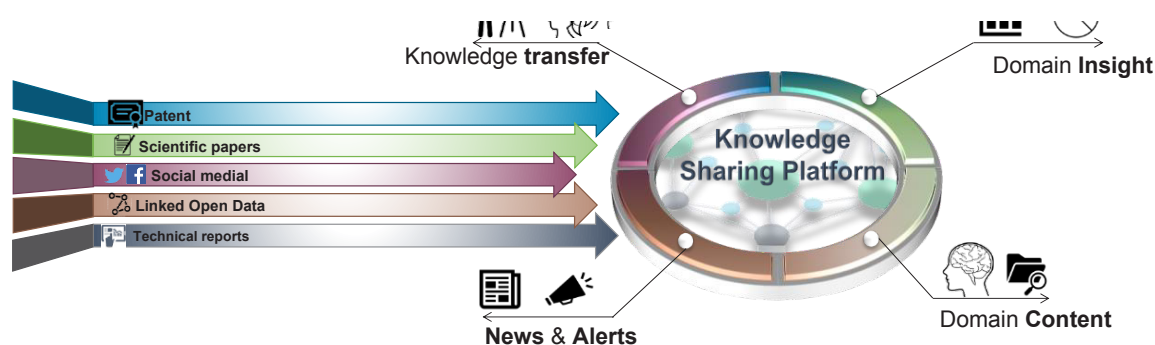 Knowledge transfer
Domain Insight
Patent
Scientific papers
Social medial
Linked Open Data
Technical reports
Knowledge
Sharing Platform
News & Alerts
Domain Content